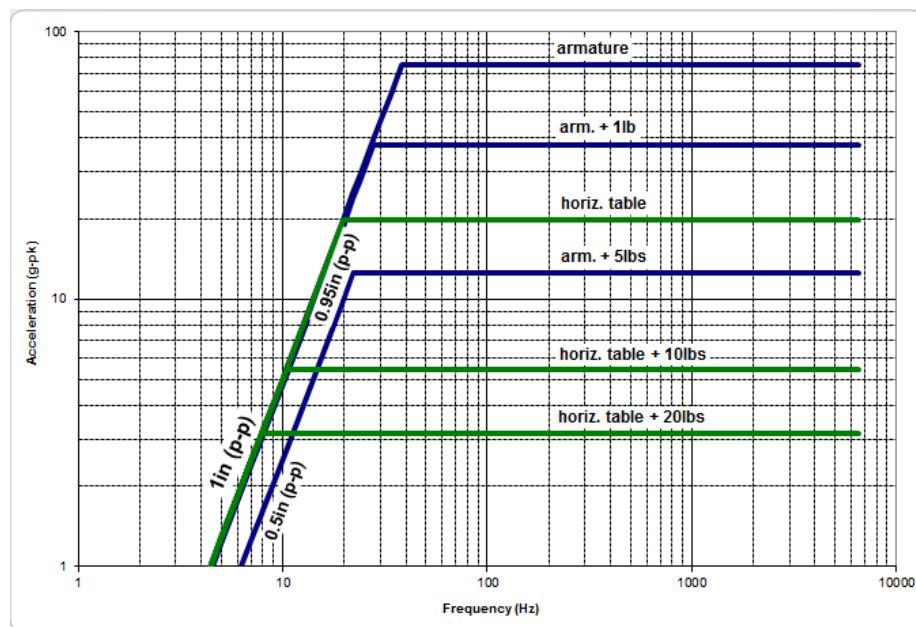 100
armature
arm. + 1lb
horiz. table
arm. + 5lbs
0.95in (p-p)
10
horiz. table + 10lbs
horiz. table + 20lbs
1in (p-p)
0.5in (p-p)
1
1
10
100
1000
10000
Acceleration (g-pk)
Frequency (Hz)